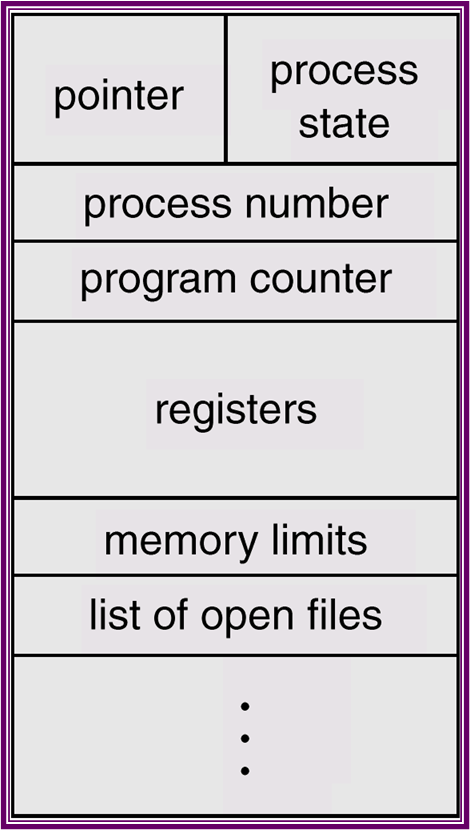 pointer
process
state
process number
program counter
registers
memory limits
list of open files